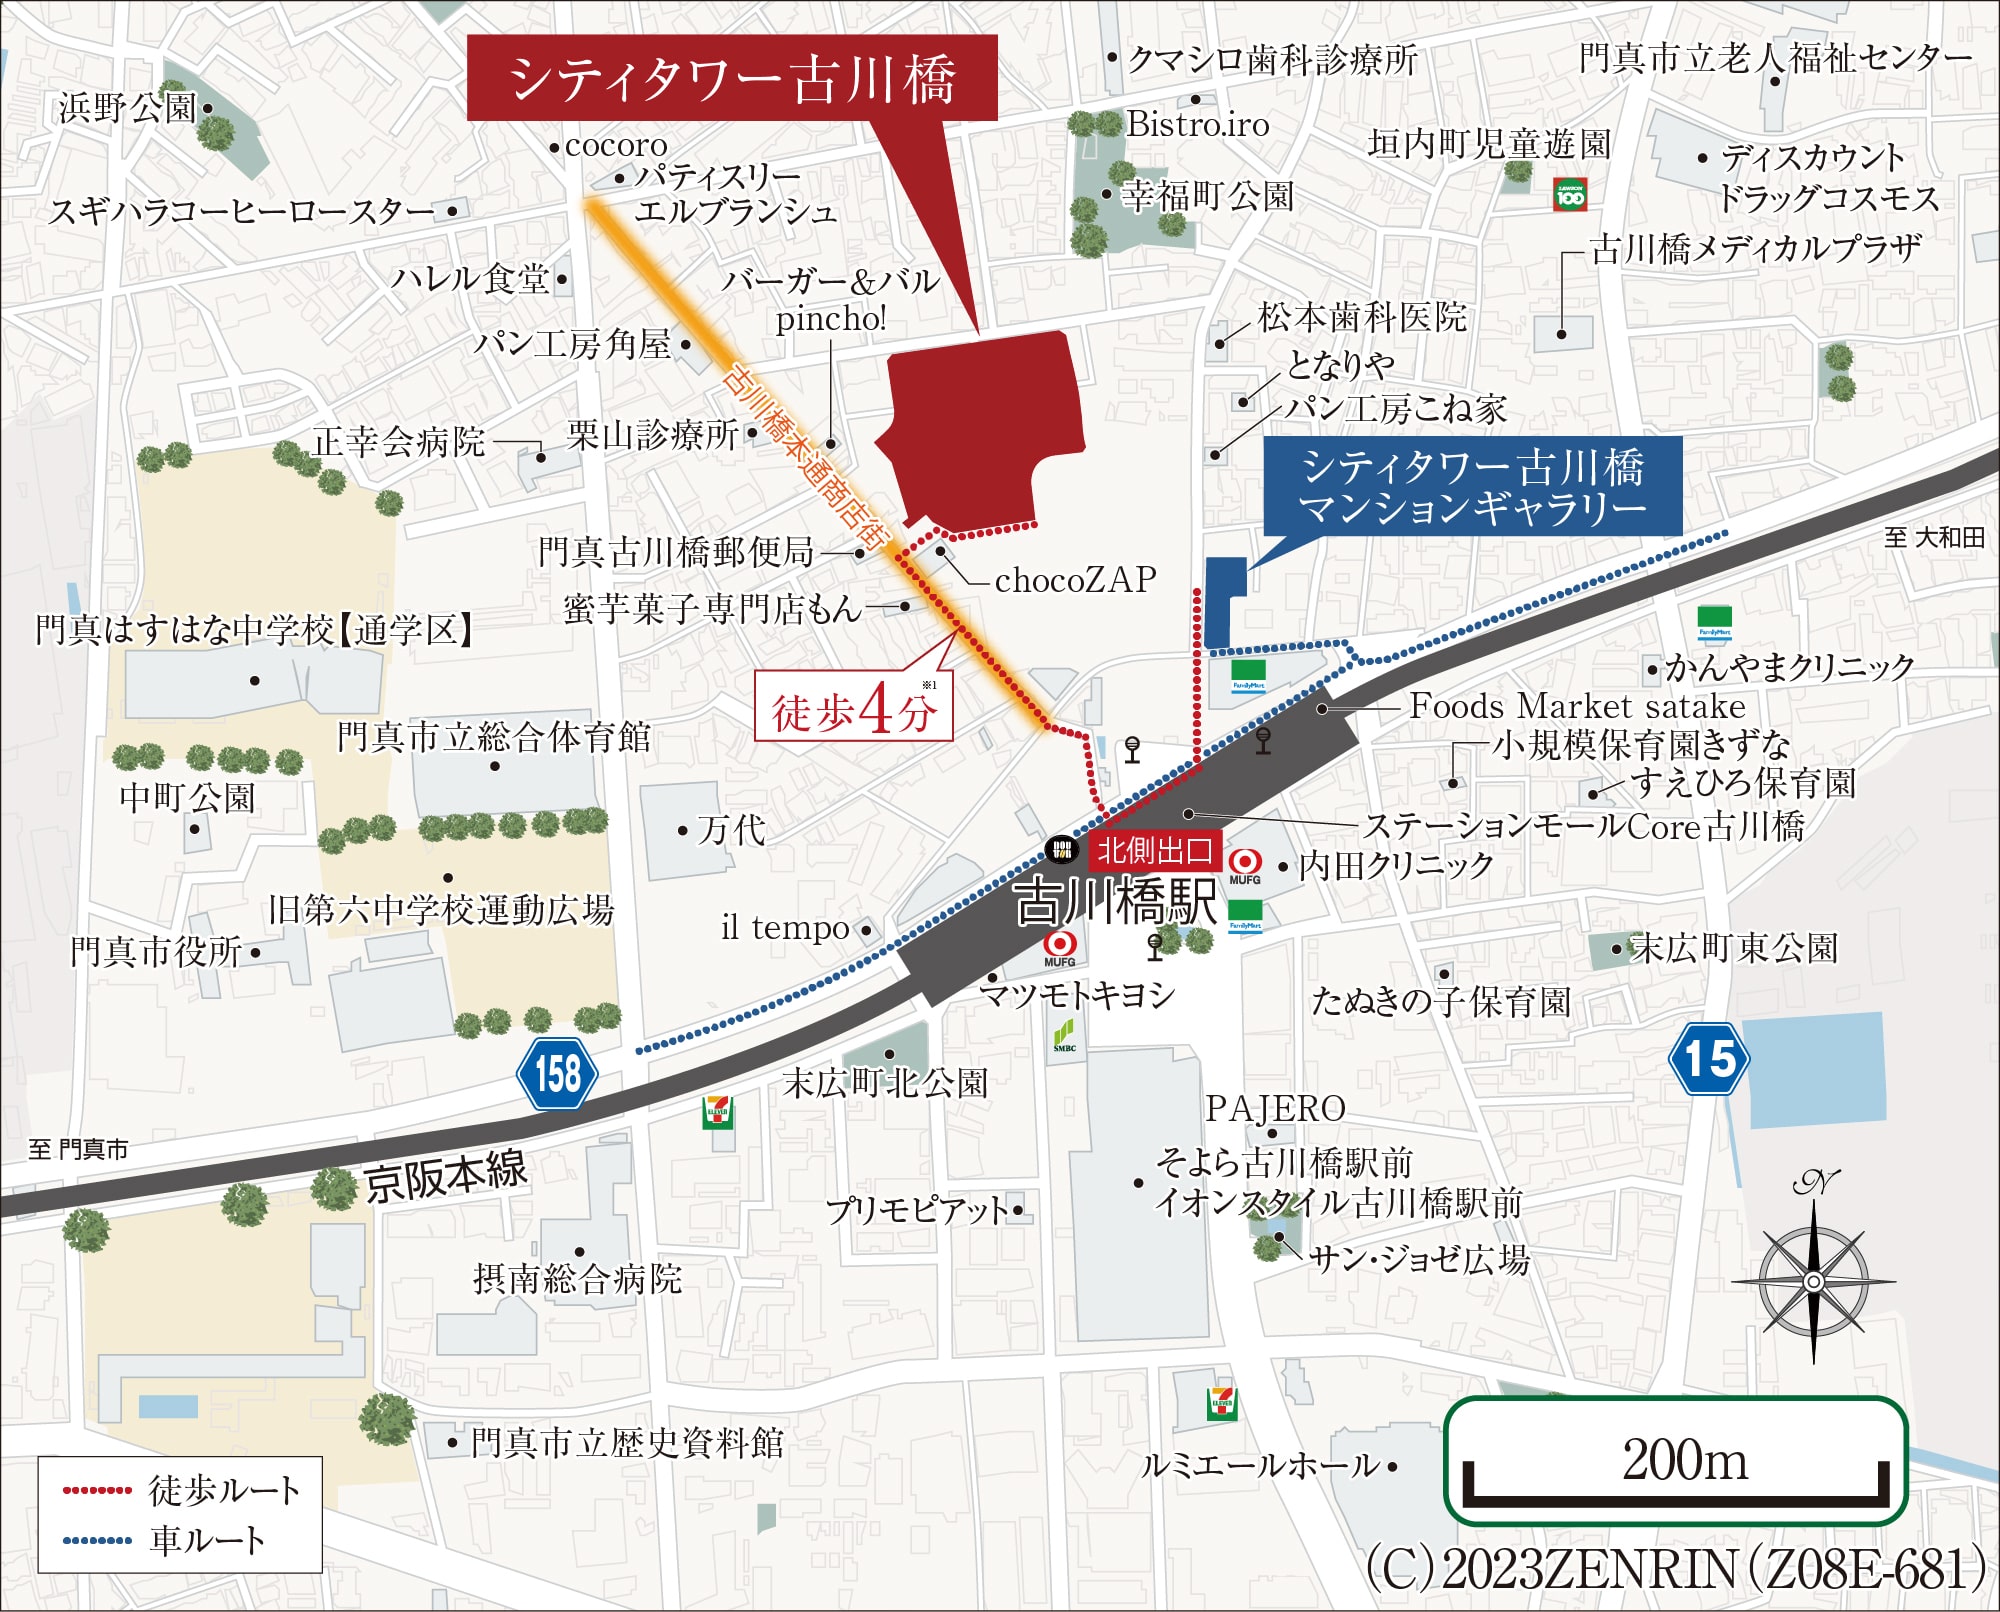 シティタワー古川橋
クマシロ歯科診療所
門真市立老人福祉センター
浜野公園
cocoro
Bistro.iro
垣内町児童遊園
ディスカウント
ドラッグコスモス
パティスリー
エルブランシュ
幸福町公園
LAWSON
100
スギハラコーヒーロースター
古川橋メディカルプラザ
ハレル食堂
バーガー&バル
pincho!
松本歯科医院
パン工房角屋
となりや
パン工房こね家
古川橋本通商店街
正幸会病院
栗山診療所
シティタワー古川橋
マンションギャラリー
至 大和田
門真古川橋郵便局
chocoZAP
蜜芋菓子専門店もん
門真はすはな中学校【通学区】
FamilyMart
かんやまクリニック
徒歩4分
※1
FamilyMart
Foods Market satake
門真市立総合体育館
小規模保育園きずな
すえひろ保育園
中町公園
万代
ステーションモールCore古川橋
DOUTOR
北側出口
MUFG
内田クリニック
古川橋駅
旧第六中学校運動広場
il tempo
FamilyMart
門真市役所
MUFG
末広町東公園
マツモトキヨシ
たぬきの子保育園
SMBC
158
15
末広町北公園
ELEVEN
PAJERO
至 門真市
京阪本線
そよら古川橋駅前
イオンスタイル古川橋駅前
プリモピアット
サン・ジョゼ広場
摂南総合病院
N
ELEVEN
門真市立歴史資料館
ルミエールホール
200m
徒歩ルート
車ルート
(C)2023ZENRIN(Z08E-681)